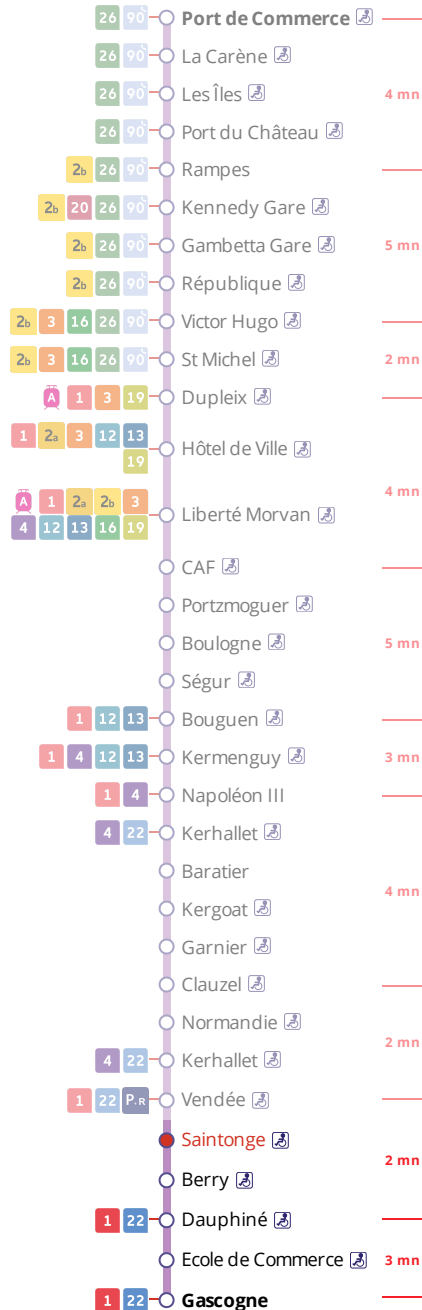 26 90 Port de Commerce
26 90 La Carène
26 90 Les Îles 4 mn
26 90 Port du Château
2b 26 90 Rampes
2b 20 26 90 Kennedy Gare
2b 26 90 Gambetta Gare 5 mn
2b 26 90 République
2b 3 16 26 90 Victor Hugo
2b 3 16 26 90 St Michel 2 mn
A 1 3 19 Dupleix
1 2a 3 12 13
19 Hôtel de Ville
4 mn
A 1 2a 2b 3
4 12 13 16 19 Liberté Morvan
CAF
Portzmoguer
Boulogne 5 mn
Ségur
1 12 13 Bouguen
1 4 12 13 Kermenguy 3 mn
1 4 Napoléon III
4 22 Kerhallet
Baratier
4 mn
Kergoat
Garnier
Clauzel
Normandie
2 mn
4 22 Kerhallet
1 22 P+R Vendée
Saintonge
2 mn
Berry
1 22 Dauphiné
Ecole de Commerce 3 mn
1 22 Gascogne